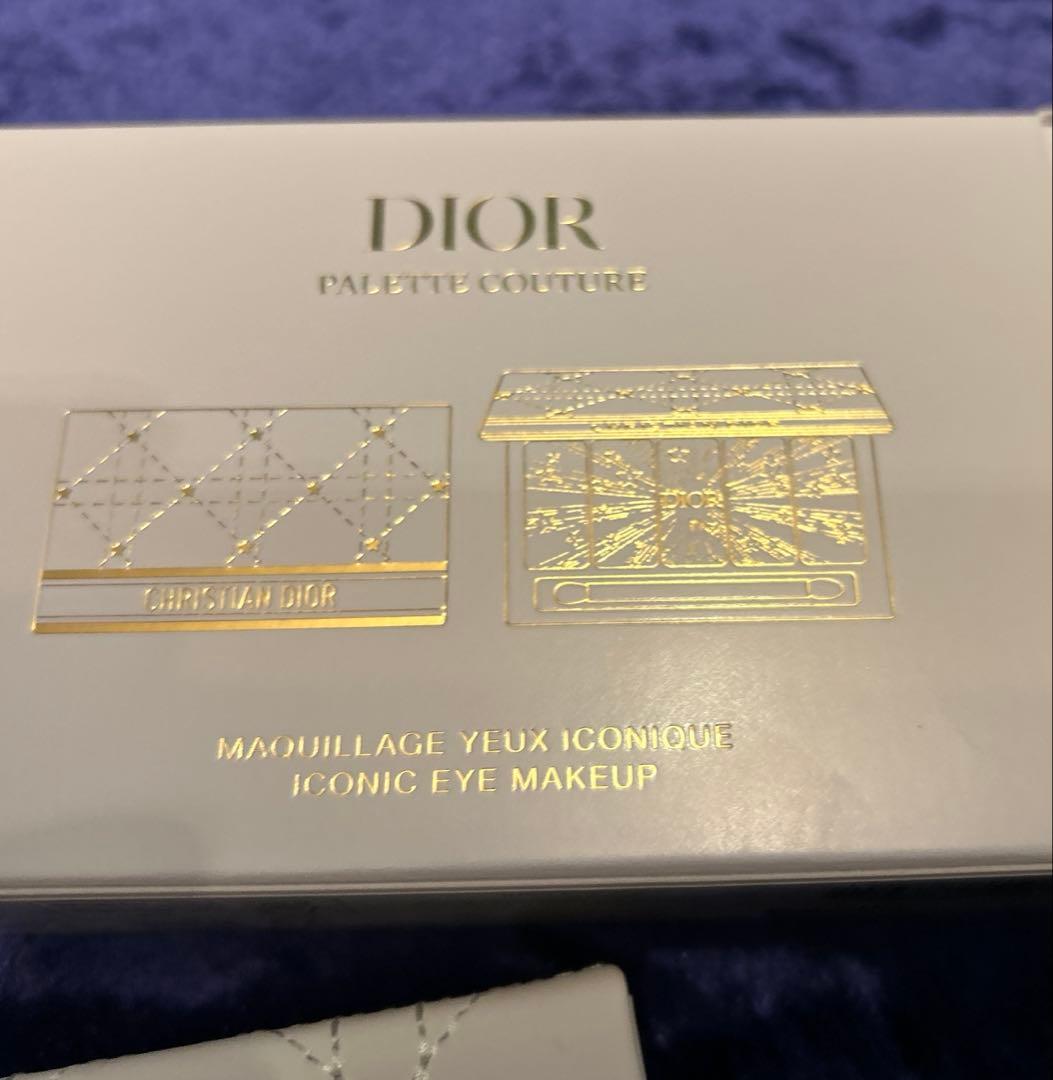 DIOR
PALETTE COUTURE
CHRISTIAN DIOR
DIOR
MAQUILLAGE YEUX ICONIQUE
ICONIC EYE MAKEUP